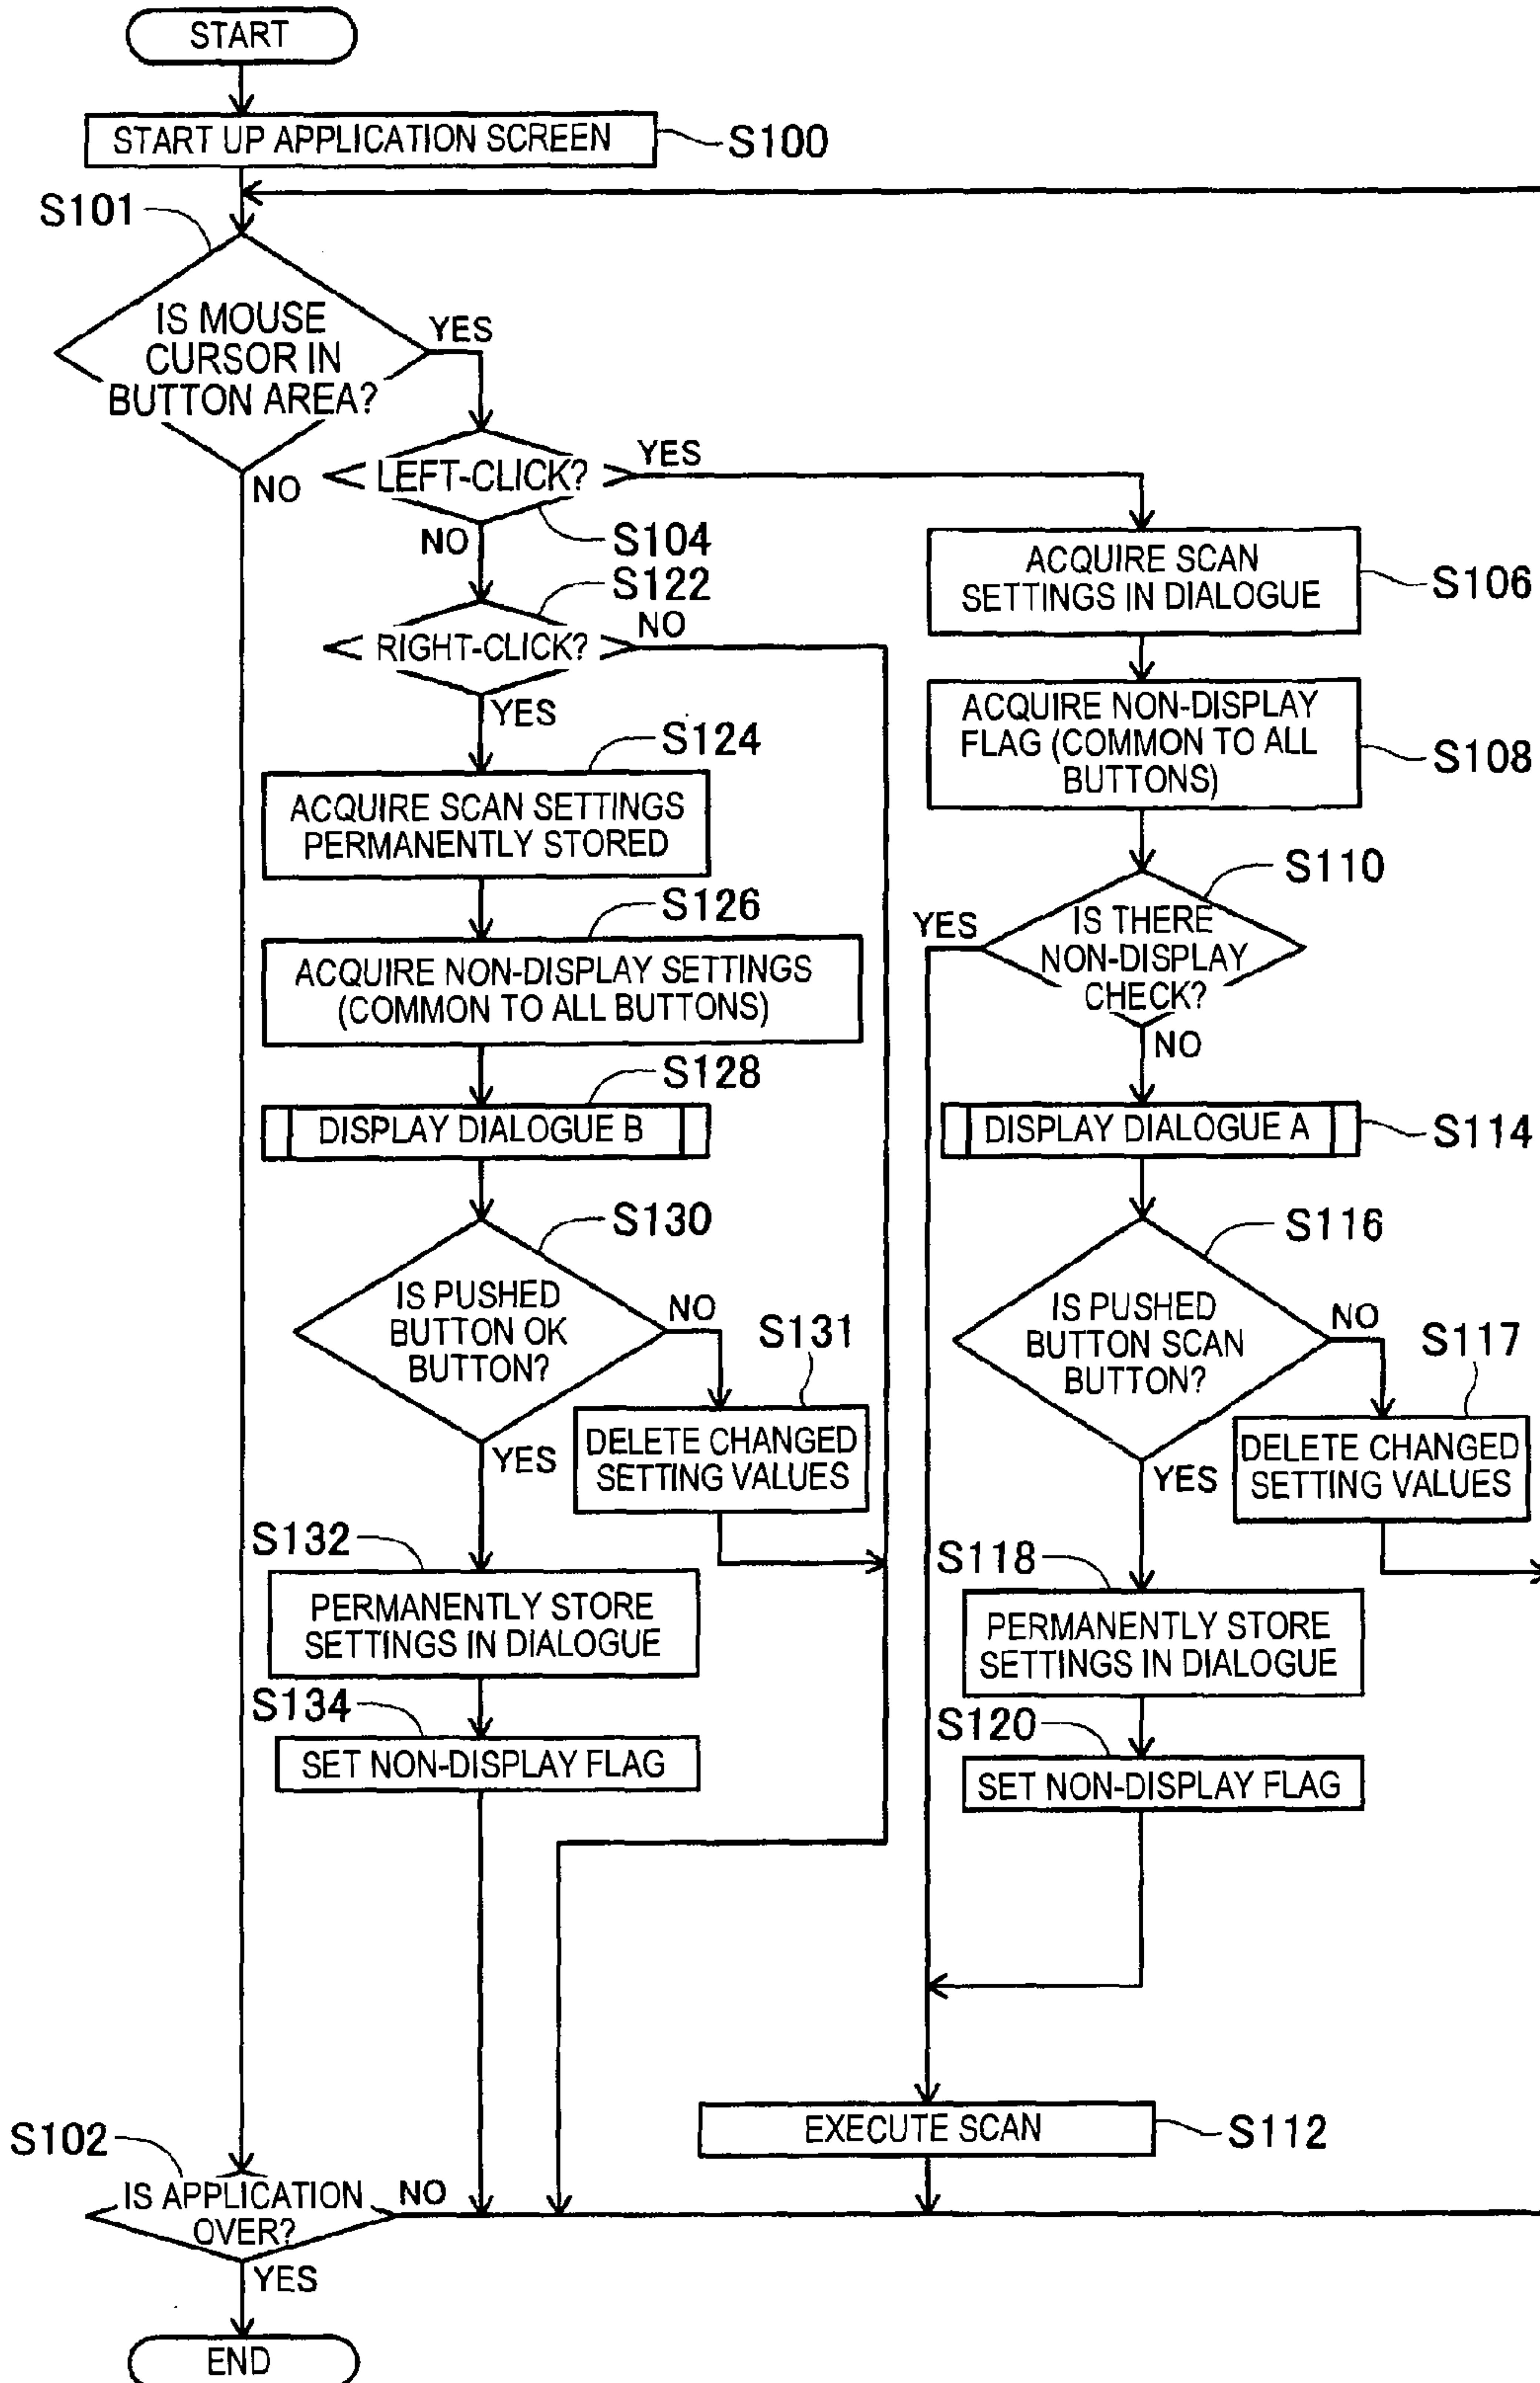 START
START UP APPLICATION SCREEN
S100
S101
IS MOUSE
CURSOR IN
BUTTON AREA?
YES
NO
LEFT-CLICK?
YES
S104
NO
S122
RIGHT-CLICK?
NO
YES
S124
ACQUIRE SCAN SETTINGS
PERMANENTLY STORED
S126
ACQUIRE NON-DISPLAY SETTINGS
(COMMON TO ALL BUTTONS)
S128
DISPLAY DIALOGUE B
S130
IS PUSHED
BUTTON OK
BUTTON?
NO
S131
DELETE CHANGED
SETTING VALUES
YES
S132
PERMANENTLY STORE
SETTINGS IN DIALOGUE
S134
SET NON-DISPLAY FLAG
ACQUIRE SCAN
SETTINGS IN DIALOGUE
S106
ACQUIRE NON-DISPLAY
FLAG (COMMON TO ALL
BUTTONS)
S108
S110
IS THERE
NON-DISPLAY
CHECK?
YES
NO
DISPLAY DIALOGUE A
S114
S116
IS PUSHED
BUTTON SCAN
BUTTON?
NO
S117
DELETE CHANGED
SETTING VALUES
YES
S118
PERMANENTLY STORE
SETTINGS IN DIALOGUE
S120
SET NON-DISPLAY FLAG
EXECUTE SCAN
S112
S102
IS APPLICATION
OVER?
NO
YES
END